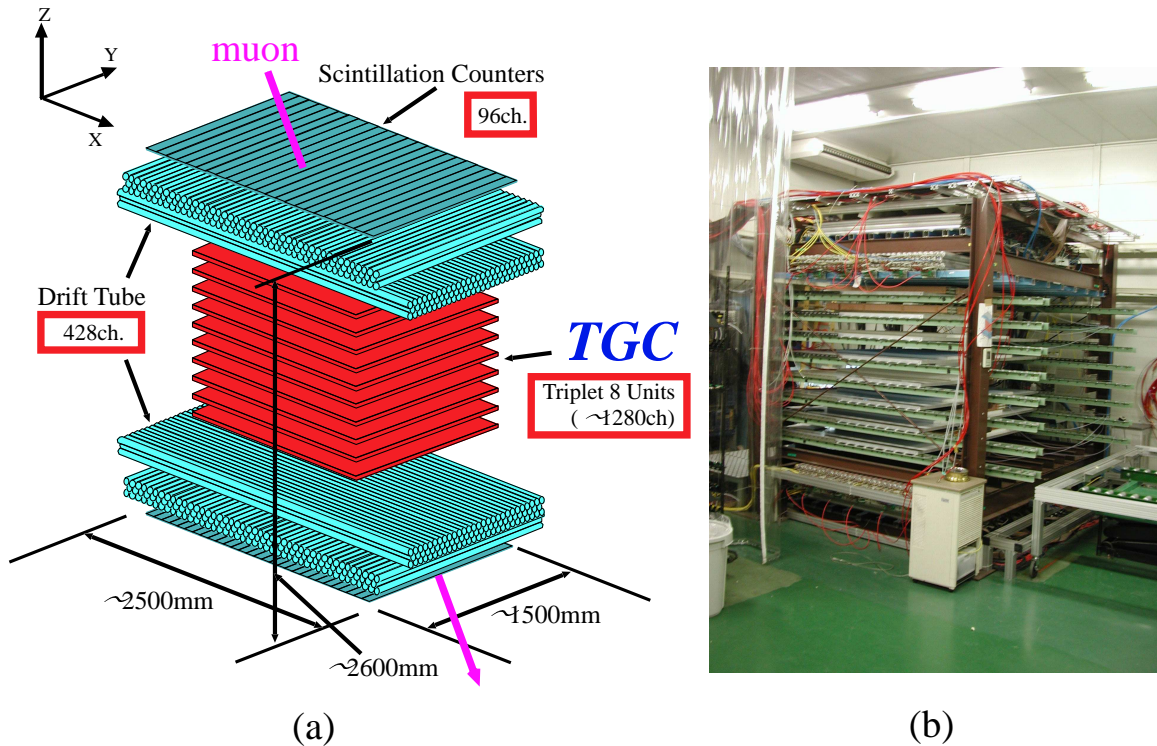 Z
Y
X
muon
Scintillation Counters
96ch.
Drift Tube
428ch.
TGC
Triplet 8 Units
( ~1280ch)
~2500mm
~1500mm
~2600mm
(a)
(b)